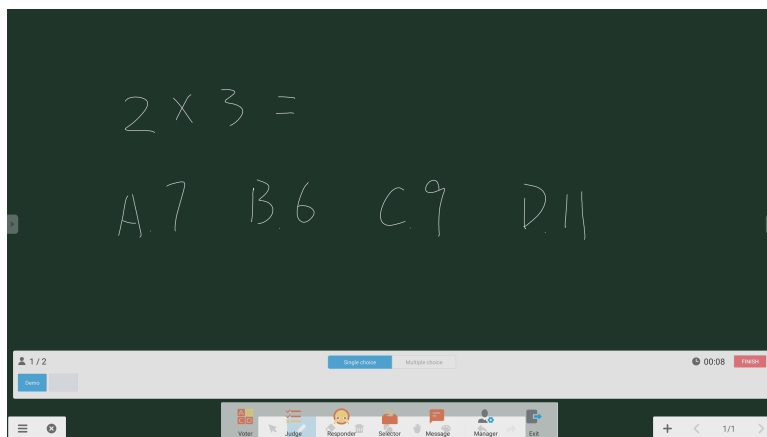 2 × 3 =
A.7 B.6 C.9 D.11
1 / 2
Single choice Multiple choice
00:08 FINISH
Demo
Voter Judge Responder Selector Message Manager Exit
1/1